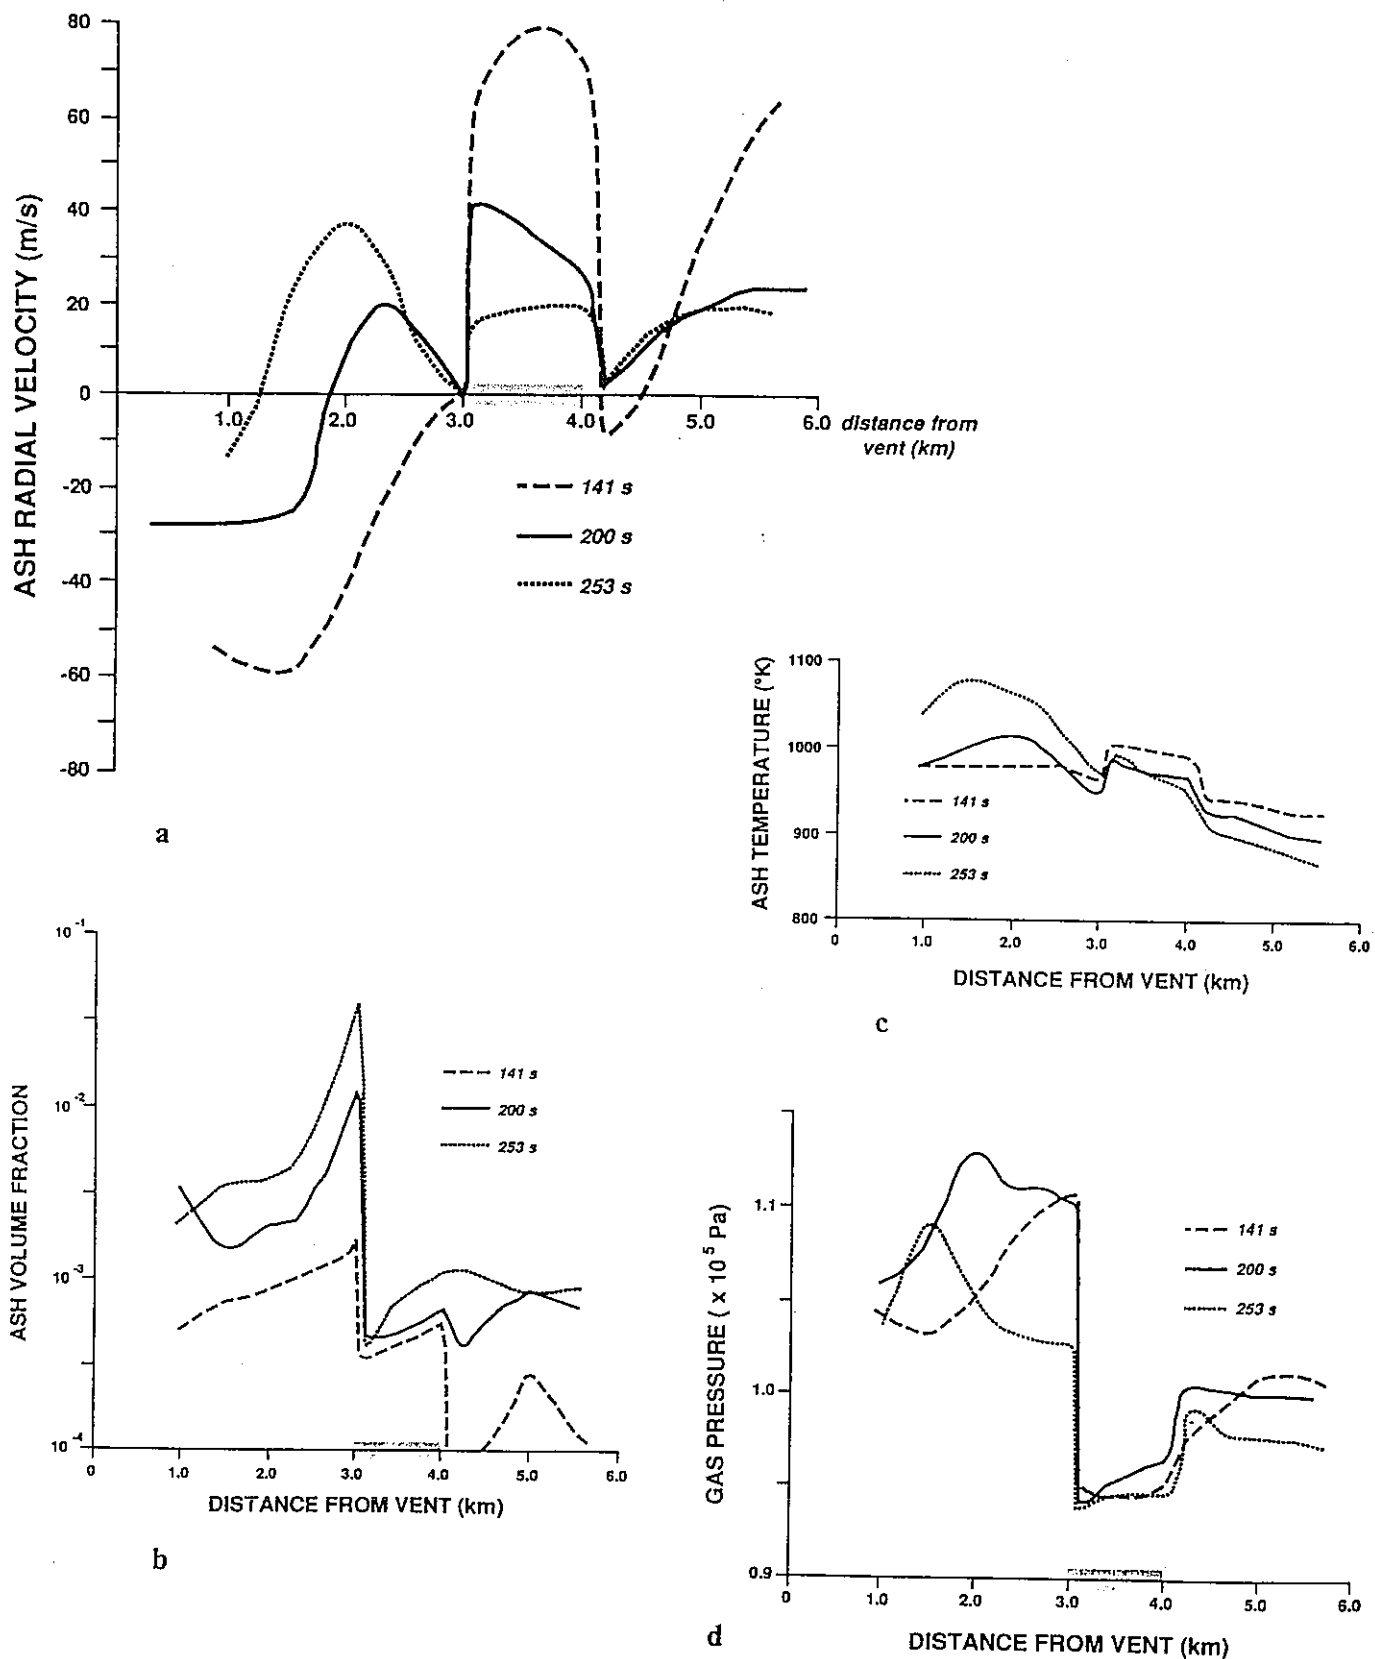 ASH RADIAL VELOCITY (m/s)
80
60
40
20
0
-20
-40
-60
-80
1.0 2.0 3.0 4.0 5.0 6.0
distance from
vent (km)
141 s
200 s
253 s
a
ASH VOLUME FRACTION
10⁻¹
10⁻²
10⁻³
10⁻⁴
0 1.0 2.0 3.0 4.0 5.0 6.0
141 s
200 s
253 s
DISTANCE FROM VENT (km)
b
ASH TEMPERATURE (°K)
1100
1000
900
800
0 1.0 2.0 3.0 4.0 5.0 6.0
141 s
200 s
253 s
DISTANCE FROM VENT (km)
c
GAS PRESSURE ( x 10⁵ Pa)
1.1
1.0
0.9
0 1.0 2.0 3.0 4.0 5.0 6.0
141 s
200 s
253 s
DISTANCE FROM VENT (km)
d